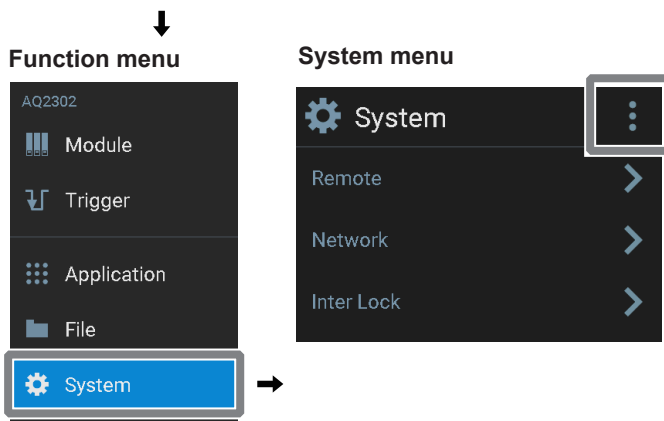 Function menu
AQ2302
Module
Trigger
Application
File
System
System menu
System
Remote
Network
Inter Lock